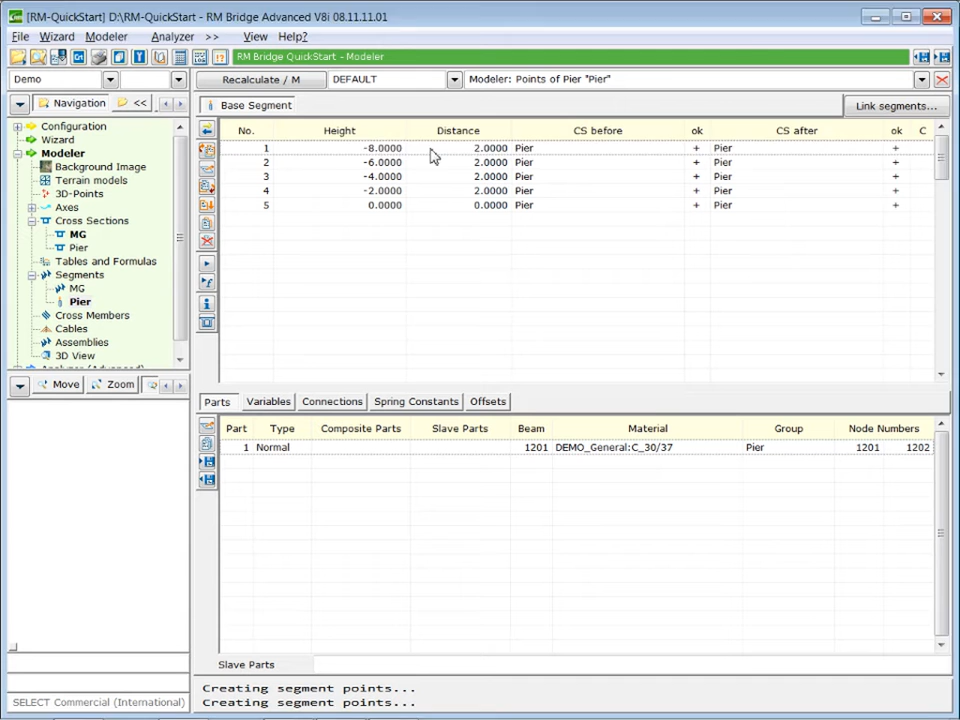 [RM-QuickStart] D:\RM-QuickStart - RM Bridge Advanced V8i 08.11.11.01
File Wizard Modeler Analyzer >> View Help?
RM Bridge QuickStart - Modeler
Demo Recalculate / M DEFAULT Modeler: Points of Pier "Pier"
Navigation << Base Segment Link segments...
Configuration
Wizard
Modeler
Background Image
Terrain models
3D-Points
Axes
Cross Sections
MG
Pier
Tables and Formulas
Segments
MG
Pier
Cross Members
Cables
Assemblies
3D View
No. Height Distance CS before ok CS after ok C
1 -8.0000 2.0000 Pier + Pier +
2 -6.0000 2.0000 Pier + Pier +
3 -4.0000 2.0000 Pier + Pier +
4 -2.0000 2.0000 Pier + Pier +
5 0.0000 0.0000 Pier + Pier +
Move Zoom
Parts Variables Connections Spring Constants Offsets
Part Type Composite Parts Slave Parts Beam Material Group Node Numbers
1 Normal 1201 DEMO_General:C_30/37 Pier 1201 1202
Slave Parts
Creating segment points...
Creating segment points...
SELECT Commercial (International)